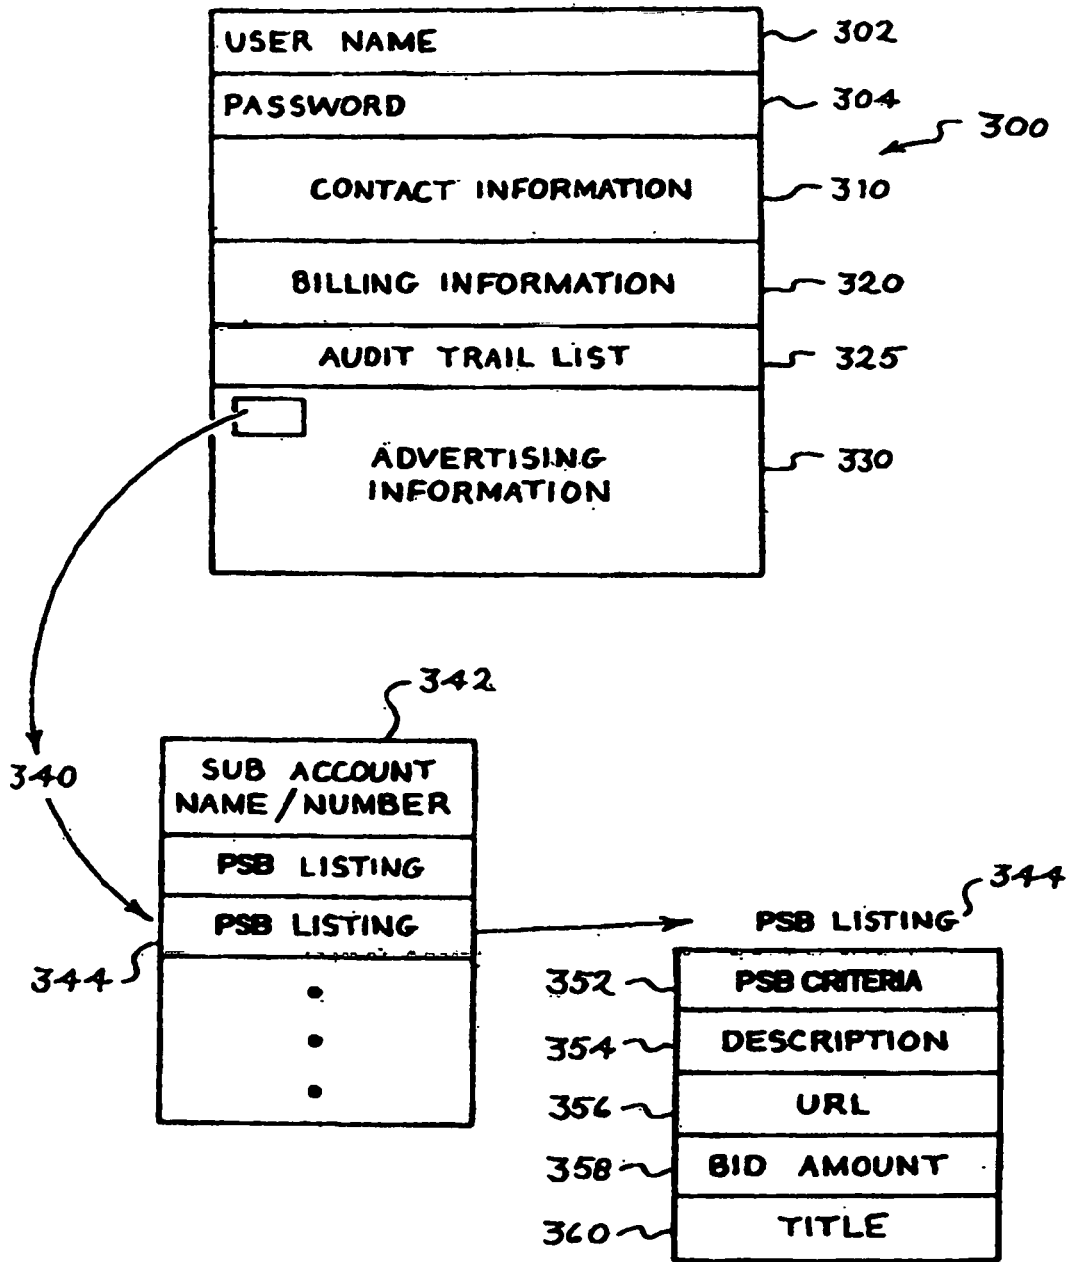 USER NAME 302
PASSWORD 304
300
CONTACT INFORMATION 310
BILLING INFORMATION 320
AUDIT TRAIL LIST 325
ADVERTISING
INFORMATION
330
342
340
SUB ACCOUNT
NAME/NUMBER
PSB LISTING
PSB LISTING
344
PSB LISTING 344
352 PSB CRITERIA
354 DESCRIPTION
356 URL
358 BID AMOUNT
360 TITLE